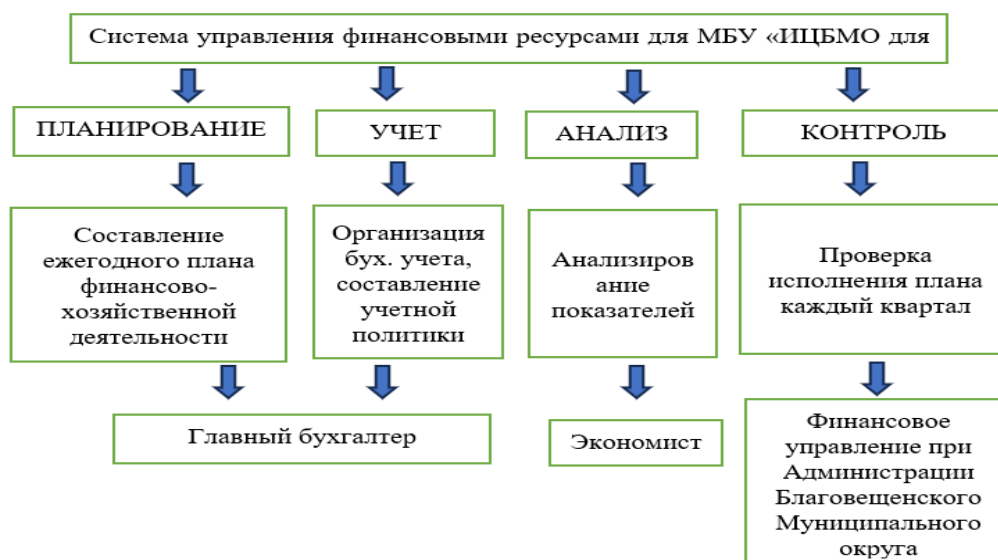 Система управления финансовыми ресурсами для МБУ «ИЦБМО для
ПЛАНИРОВАНИЕ
УЧЕТ
АНАЛИЗ
КОНТРОЛЬ
Составление
ежегодного плана
финансово-
хозяйственной
деятельности
Организация
бух. учета,
составление
учетной
политики
Анализиров
ание
показателей
Проверка
исполнения плана
каждый квартал
Главный бухгалтер
Экономист
Финансовое
управление при
Администрации
Благовещенского
Муниципального
округа